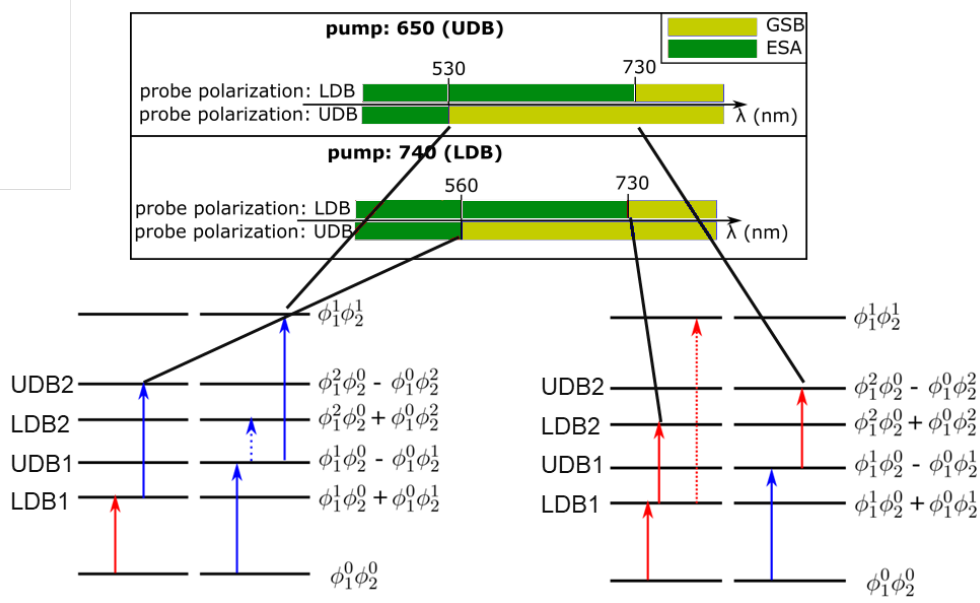 pump: 650 (UDB)
GSB
ESA
530
730
probe polarization: LDB
probe polarization: UDB
λ (nm)
pump: 740 (LDB)
560
730
probe polarization: LDB
probe polarization: UDB
λ (nm)
ϕ₁¹ϕ₂¹
UDB2
ϕ₁²ϕ₂⁰ - ϕ₁⁰ϕ₂²
LDB2
ϕ₁²ϕ₂⁰ + ϕ₁⁰ϕ₂²
UDB1
ϕ₁¹ϕ₂⁰ - ϕ₁⁰ϕ₂¹
LDB1
ϕ₁¹ϕ₂⁰ + ϕ₁⁰ϕ₂¹
ϕ₁⁰ϕ₂⁰
ϕ₁¹ϕ₂¹
UDB2
ϕ₁²ϕ₂⁰ - ϕ₁⁰ϕ₂²
LDB2
ϕ₁²ϕ₂⁰ + ϕ₁⁰ϕ₂²
UDB1
ϕ₁¹ϕ₂⁰ - ϕ₁⁰ϕ₂¹
LDB1
ϕ₁¹ϕ₂⁰ + ϕ₁⁰ϕ₂¹
ϕ₁⁰ϕ₂⁰